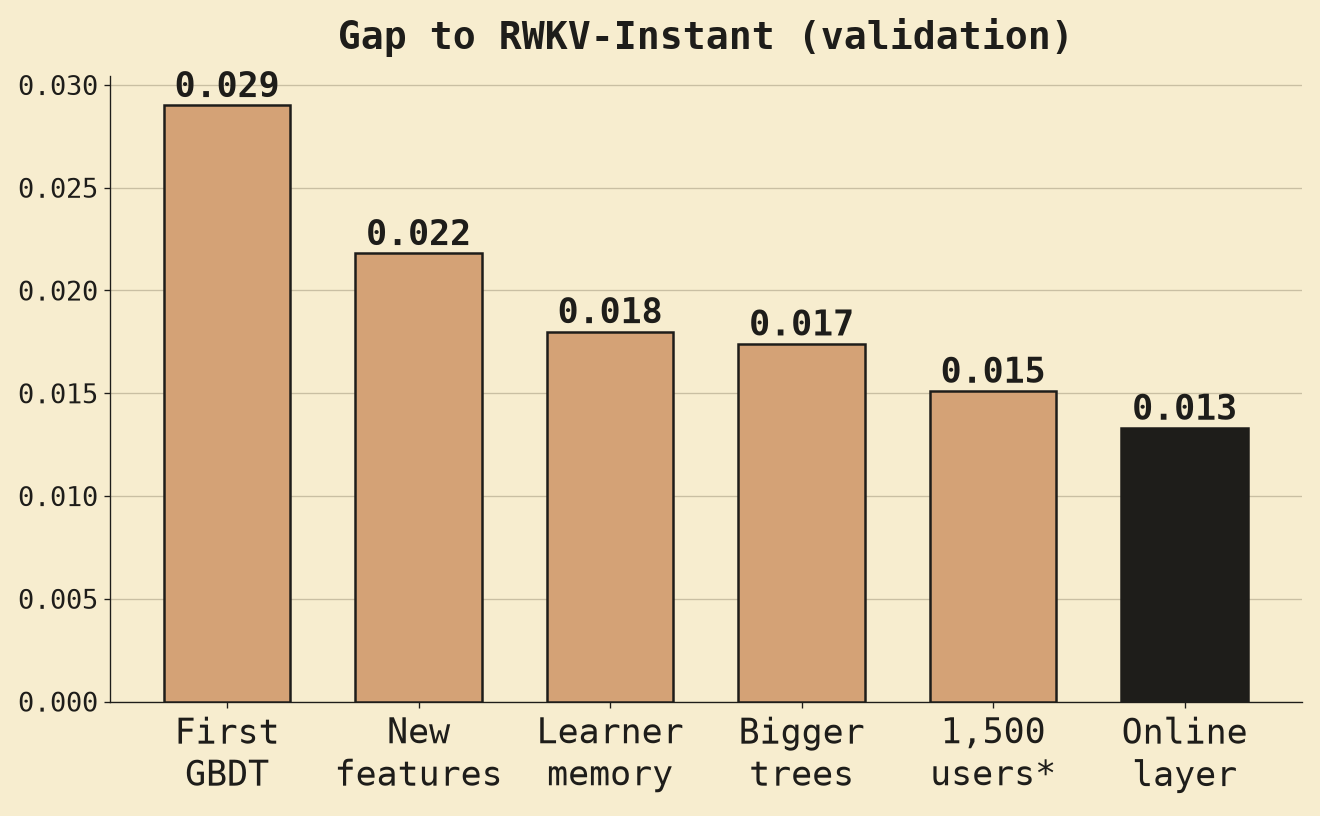 Gap to RWKV-Instant (validation)
0.030
0.025
0.020
0.015
0.010
0.005
0.000
0.029
0.022
0.018
0.017
0.015
0.013
First
GBDT
New
features
Learner
memory
Bigger
trees
1,500
users*
Online
layer